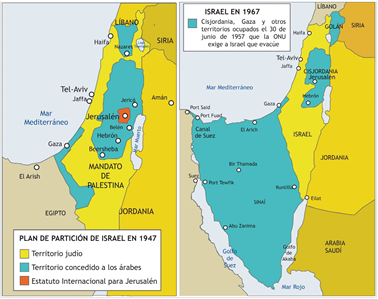 LÍBANO
SIRIA
Haifa
Nazaret
Tel-Aviv
Jaffa
Mar
Mediterráneo
Jericó
Amán
Jerusalén
Belén
Hebrón
Gaza
Beersheba
Mar Muerto
MANDATO
DE
PALESTINA
El Arish
EGIPTO
JORDANIA
PLAN DE PARTICIÓN DE ISRAEL EN 1947
Territorio judío
Territorio concedido a los árabes
Estatuto Internacional para Jerusalén
ISRAEL EN 1967
Cisjordania, Gaza y otros
territorios ocupados el 30 de
junio de 1957 que la ONU
exige a Israel que evacúe
LÍBANO
GOLÁN
SIRIA
Haifa
Mar Mediterráneo
Tel-Aviv
Jaffa
CISJORDANIA
Jerusalén
Hebrón
Gaza
Port Said
Port Fuad
Canal
de Suez
El Arich
ISRAEL
JORDANIA
Bir Thamada
Suez
Port Tewfik
Kuntilla
SINAÍ
Eilat
Abu Zenima
Golfo
de
Suez
Golfo
de
Akaba
ARABIA
SAUDÍ
Mar Rojo